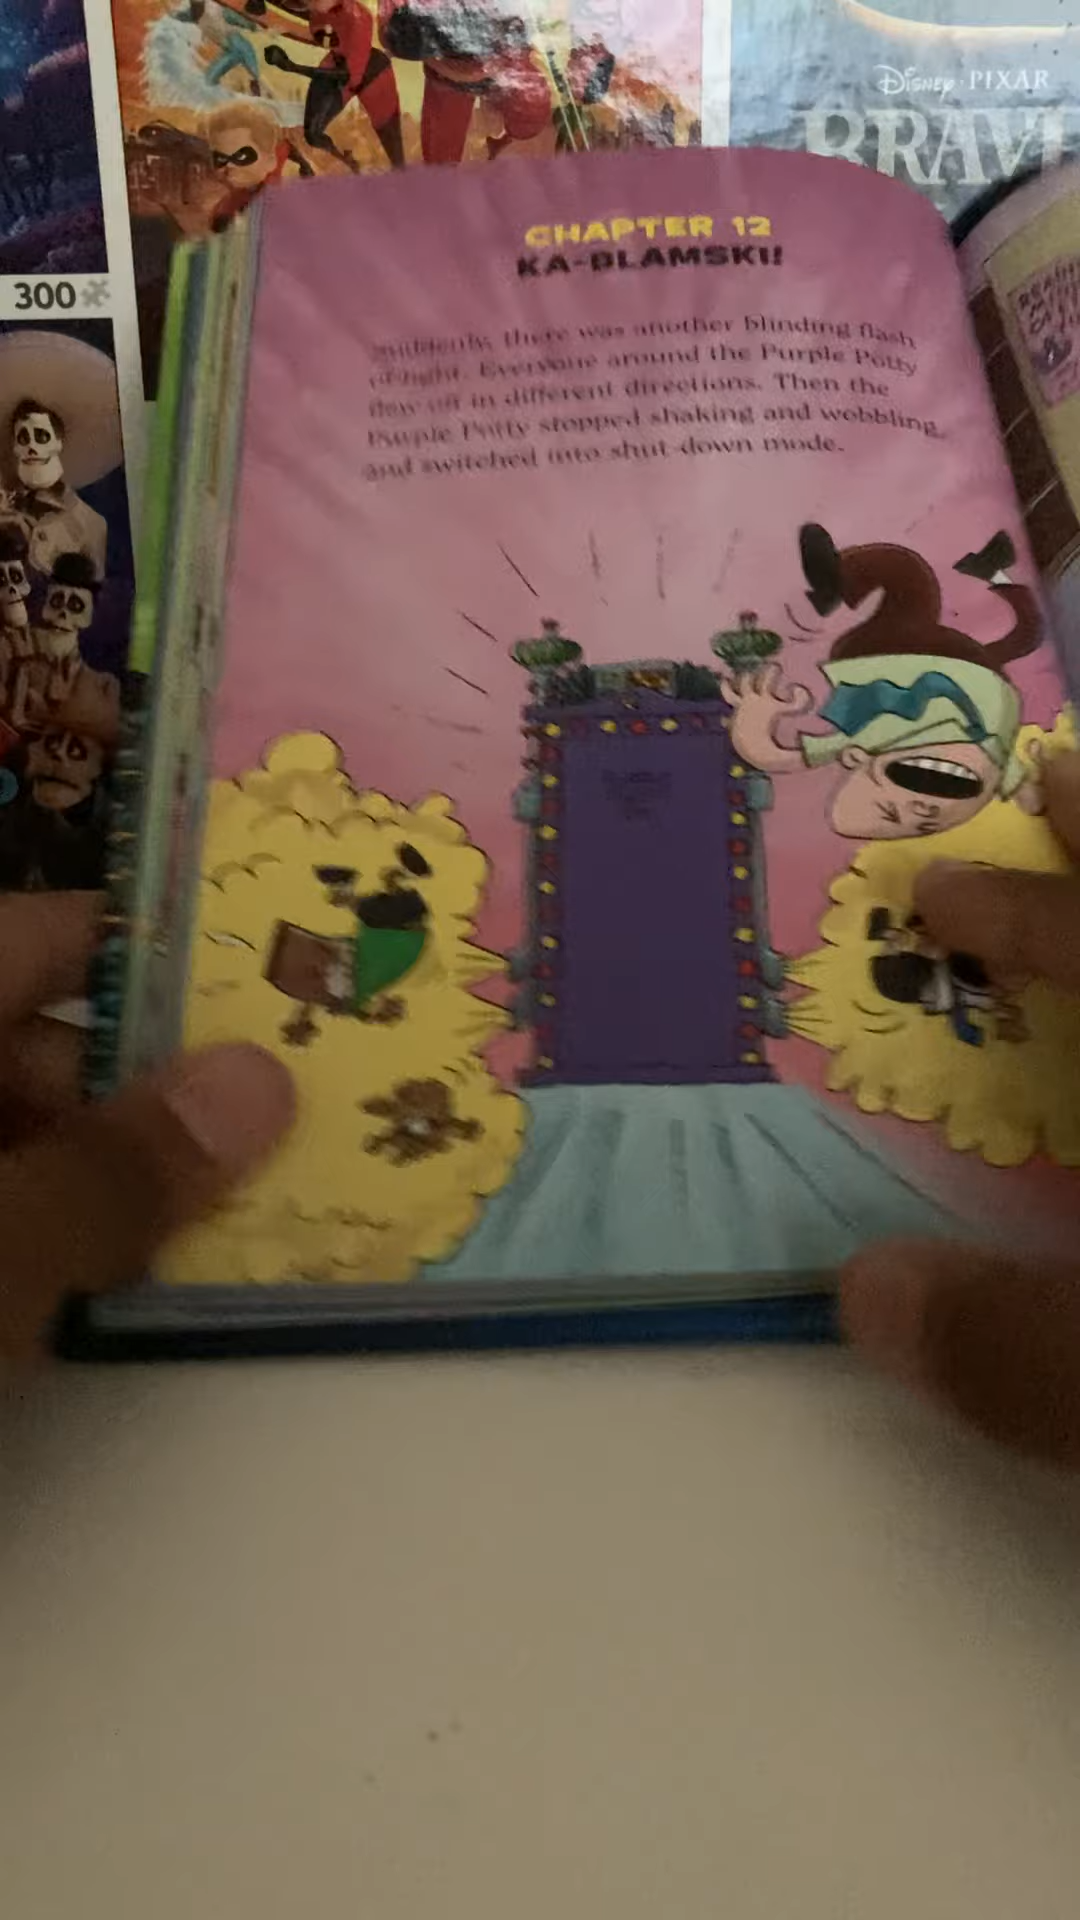 Disney · PIXAR
BRAVE
300
CHAPTER 12
KA-BLAMSKI!
Suddenly, there was another blinding flash
of light. Everyone around the Purple Potty
flew off in different directions. Then the
Purple Potty stopped shaking and wobbling,
and switched into shut-down mode.